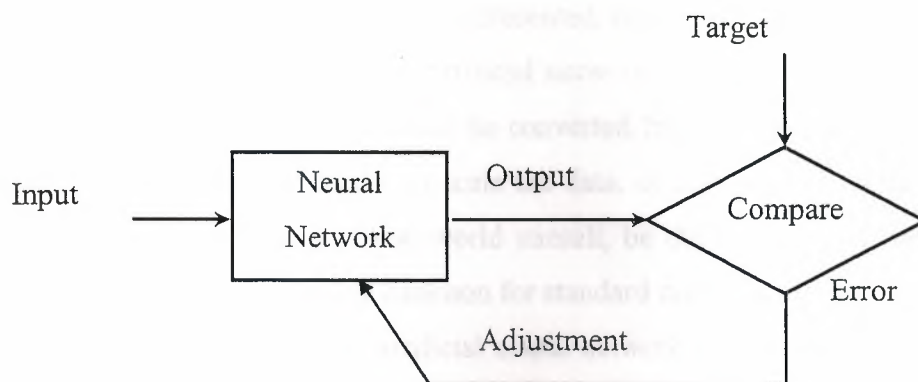 Target
Input
Neural
Network
Output
Compare
Error
Adjustment